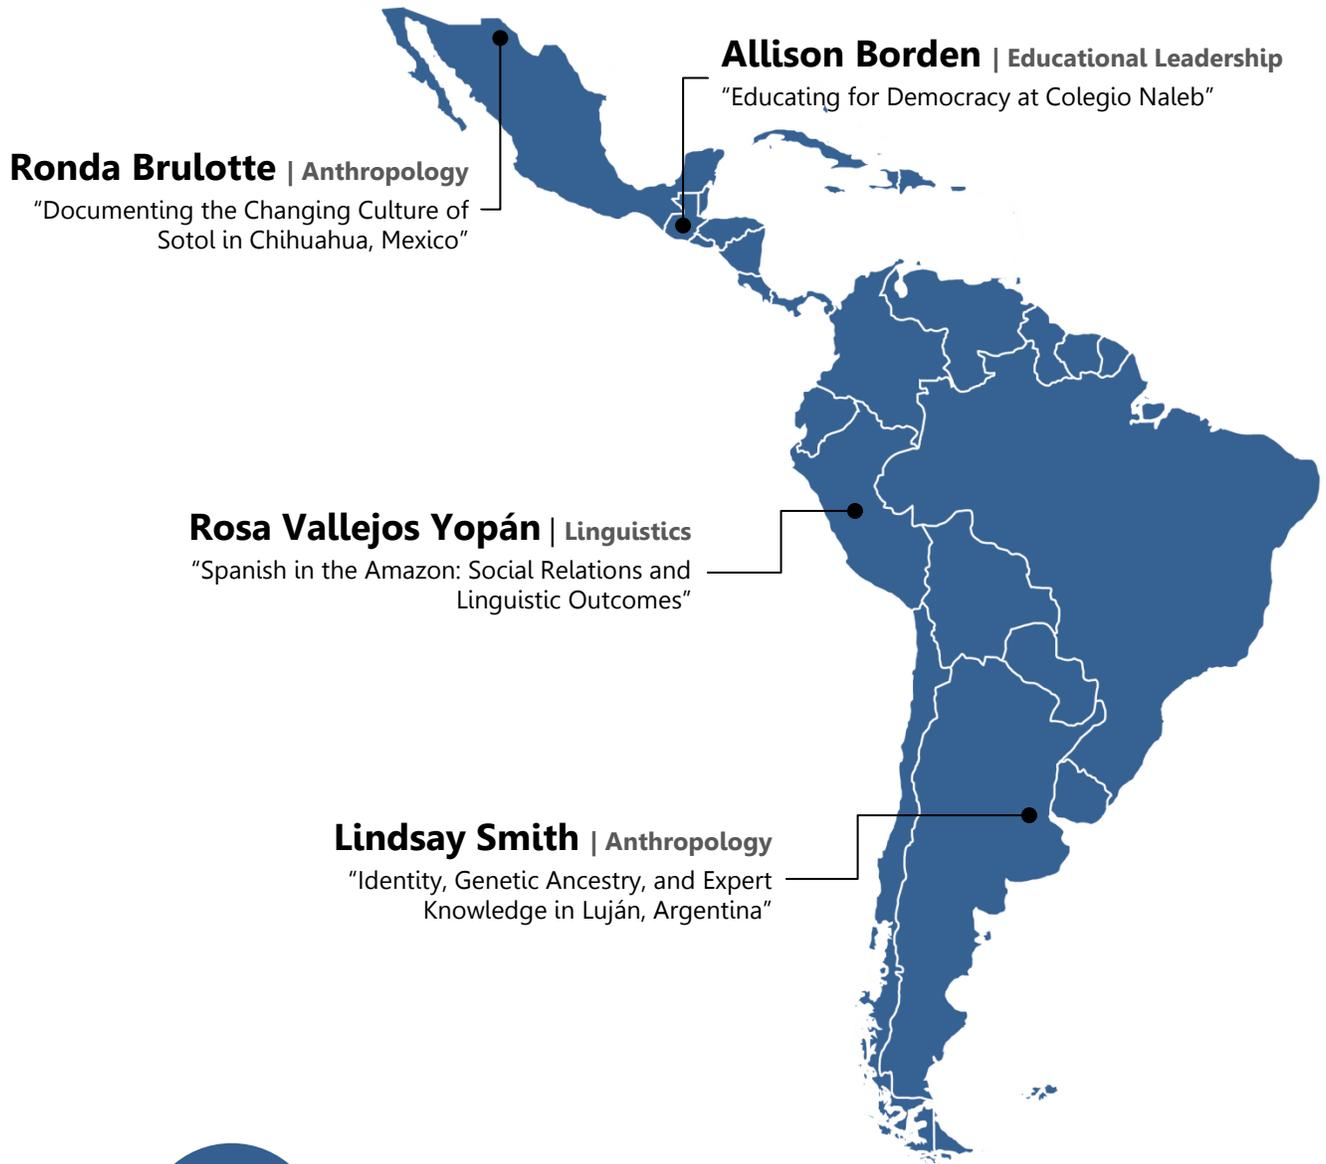 Allison Borden | Educational Leadership
“Educating for Democracy at Colegio Naleb”
Ronda Brulotte | Anthropology
“Documenting the Changing Culture of
Sotol in Chihuahua, Mexico”
Rosa Vallejos Yopán | Linguistics
“Spanish in the Amazon: Social Relations and
Linguistic Outcomes”
Lindsay Smith | Anthropology
“Identity, Genetic Ancestry, and Expert
Knowledge in Luján, Argentina”